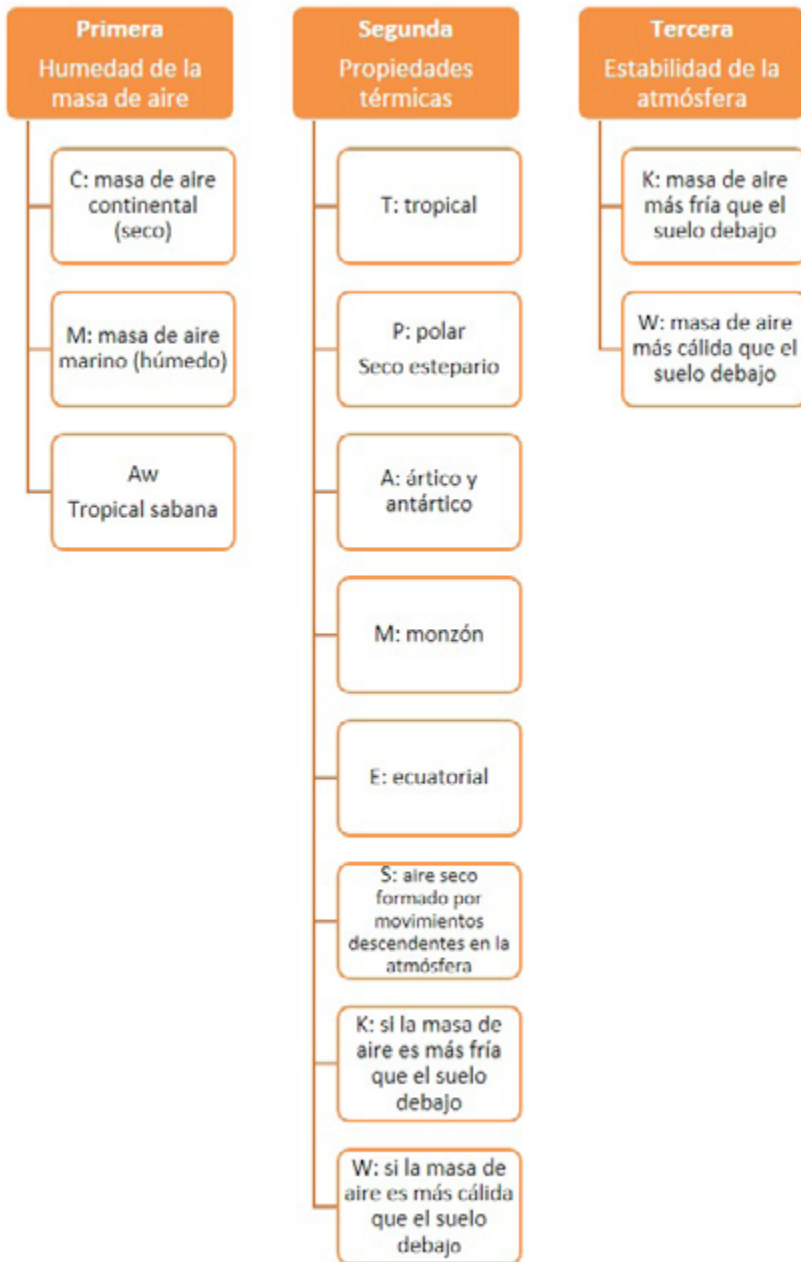 Primera
Humedad de la
masa de aire
C: masa de aire
continental
(seco)
M: masa de aire
marino (húmedo)
Aw
Tropical sabana
Segunda
Propiedades
térmicas
T: tropical
P: polar
Seco estepario
A: ártico y
antártico
M: monzón
E: ecuatorial
S: aire seco
formado por
movimientos
descendentes en la
atmósfera
K: si la masa de
aire es más fría
que el suelo
debajo
W: si la masa de
aire es más cálida
que el suelo
debajo
Tercera
Estabilidad de la
atmósfera
K: masa de aire
más fría que el
suelo debajo
W: masa de aire
más cálida que el
suelo debajo